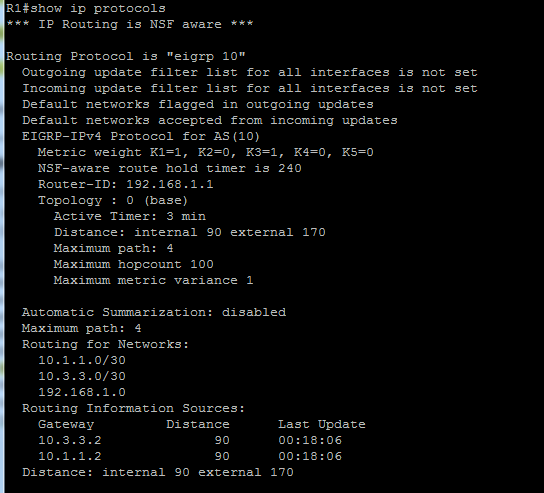 R1#show ip protocols
*** IP Routing is NSF aware ***
Routing Protocol is "eigrp 10"
Outgoing update filter list for all interfaces is not set
Incoming update filter list for all interfaces is not set
Default networks flagged in outgoing updates
Default networks accepted from incoming updates
EIGRP-IPv4 Protocol for AS(10)
Metric weight K1=1, K2=0, K3=1, K4=0, K5=0
NSF-aware route hold timer is 240
Router-ID: 192.168.1.1
Topology : 0 (base)
Active Timer: 3 min
Distance: internal 90 external 170
Maximum path: 4
Maximum hopcount 100
Maximum metric variance 1
Automatic Summarization: disabled
Maximum path: 4
Routing for Networks:
10.1.1.0/30
10.3.3.0/30
192.168.1.0
Routing Information Sources:
Gateway Distance Last Update
10.3.3.2 90 00:18:06
10.1.1.2 90 00:18:06
Distance: internal 90 external 170